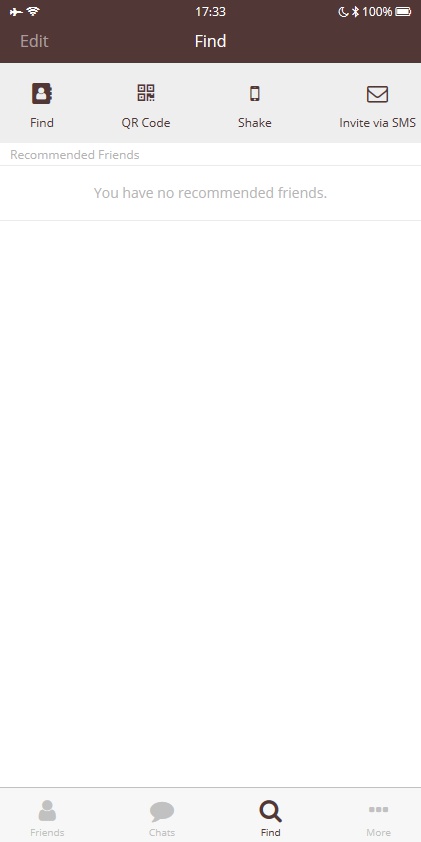 17:33
100%
Edit
Find
Find
QR Code
Shake
Invite via SMS
Recommended Friends
You have no recommended friends.
Friends
Chats
Find
More